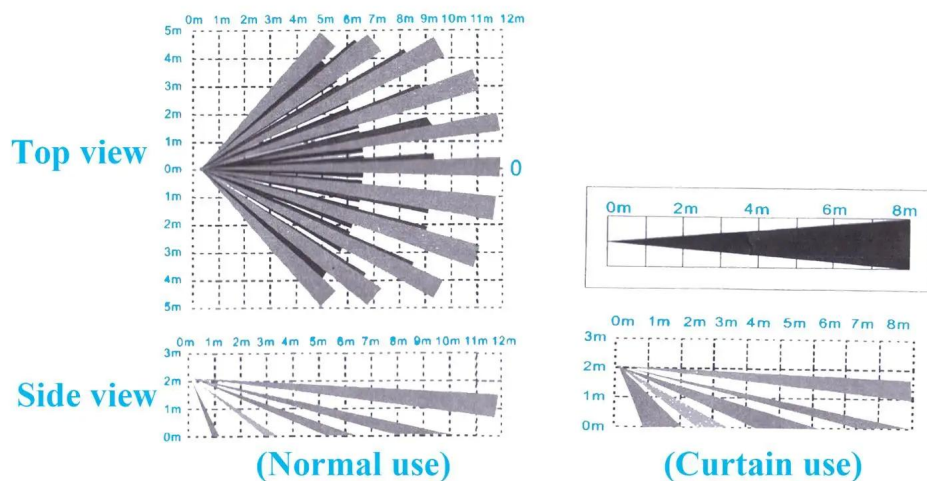 0m 1m 2m 3m 4m 5m 6m 7m 8m 9m 10m 11m 12m
5m
4m
3m
2m
1m
0m
1m
2m
3m
4m
5m
Top view
0
0m 2m 4m 6m 8m
0m 1m 2m 3m 4m 5m 6m 7m 8m 9m 10m 11m 12m
3m
2m
1m
0m
Side view
(Normal use)
0m 1m 2m 3m 4m 5m 6m 7m 8m
3m
2m
1m
0m
(Curtain use)